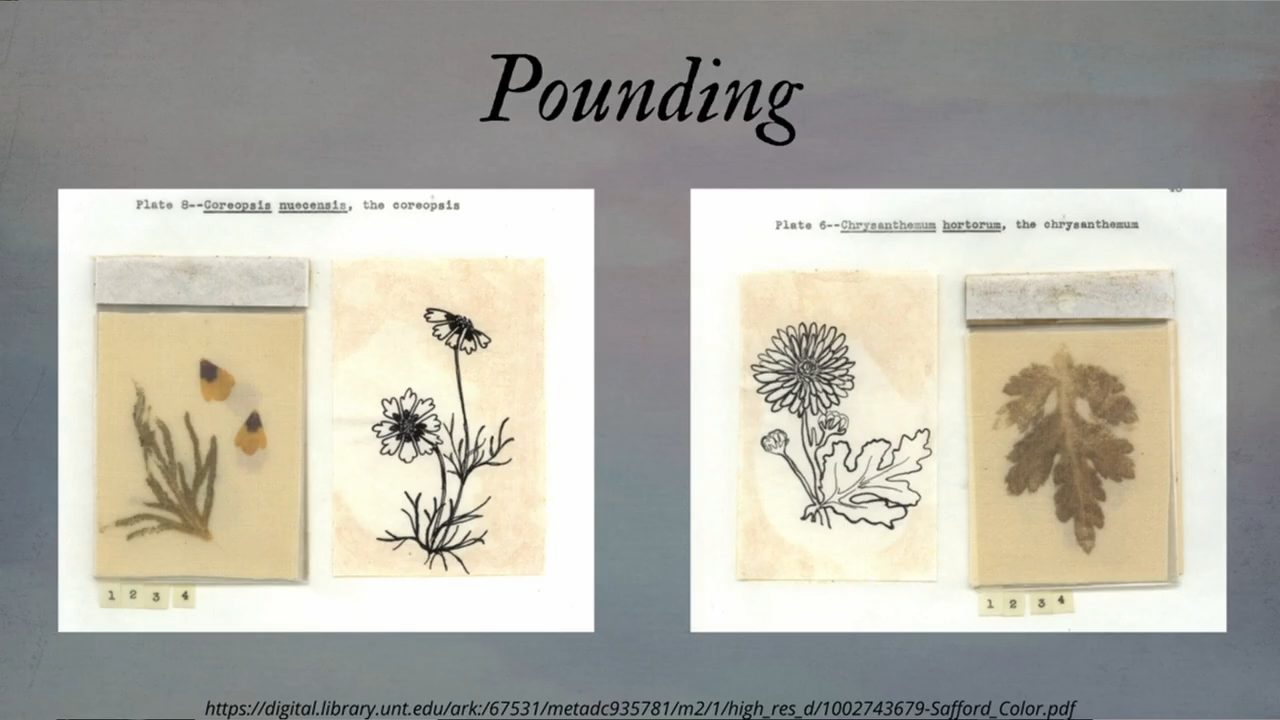 Pounding
Plate 8--Coreopsis nuecensis, the coreopsis
1 2 3 4
Plate 6--Chrysanthemum hortorum, the chrysanthemum
1 2 3 4
https://digital.library.unt.edu/ark:/67531/metadc935781/m2/1/high_res_d/1002743679-Safford_Color.pdf